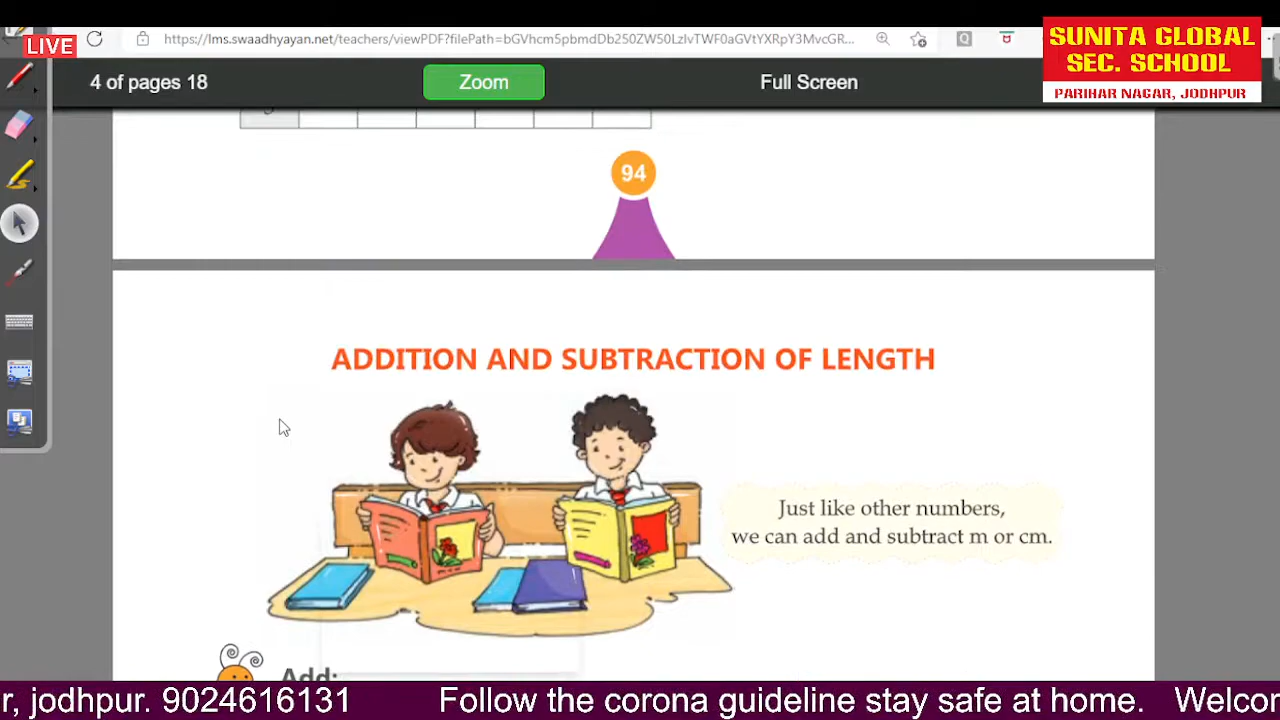 LIVE
https://lms.swaadhyayan.net/teachers/viewPDF?filePath=bGVhcm5pbmdDb250ZW50LzIvTWF0aGVtYXRpY3MvcGR...
SUNITA GLOBAL
SEC. SCHOOL
PARIHAR NAGAR, JODHPUR
4 of pages 18
Zoom
Full Screen
94
ADDITION AND SUBTRACTION OF LENGTH
Just like other numbers,
we can add and subtract m or cm.
Add:
r, jodhpur. 9024616131 Follow the corona guideline stay safe at home. Welcor